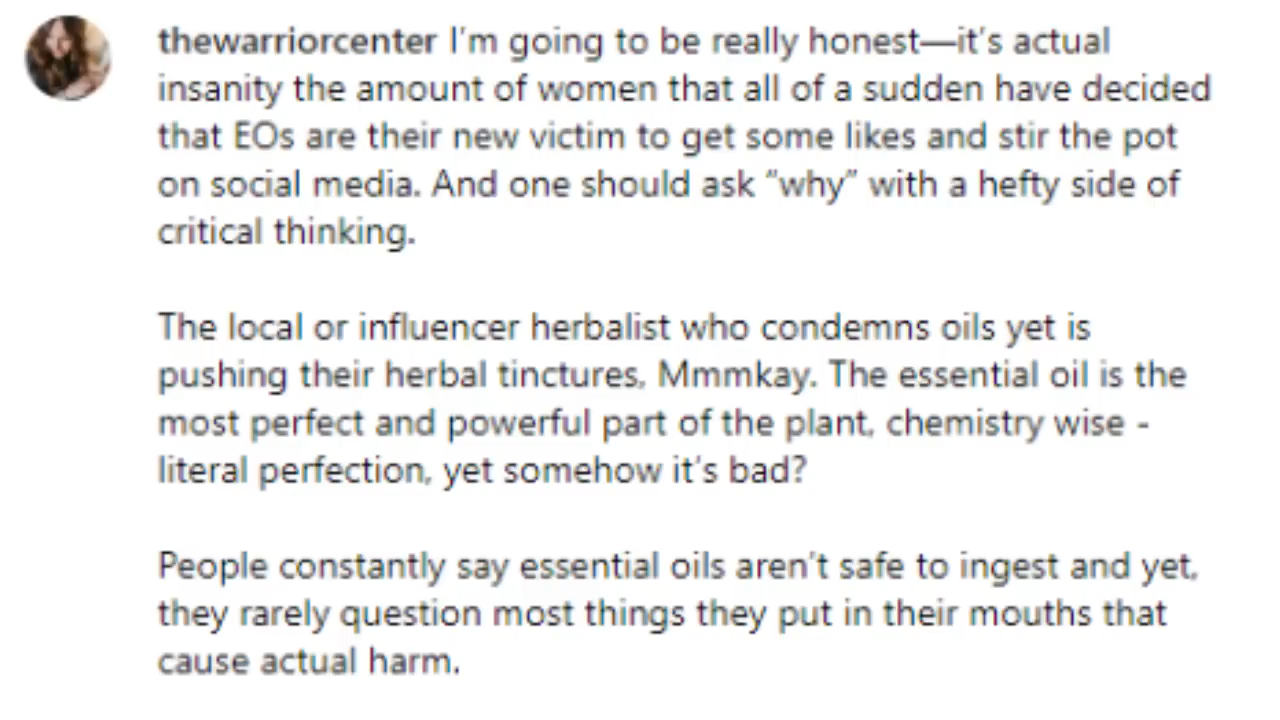 thewarriorcenter I'm going to be really honest—it's actual
insanity the amount of women that all of a sudden have decided
that EOs are their new victim to get some likes and stir the pot
on social media. And one should ask “why” with a hefty side of
critical thinking.
The local or influencer herbalist who condemns oils yet is
pushing their herbal tinctures, Mmmkay. The essential oil is the
most perfect and powerful part of the plant, chemistry wise -
literal perfection, yet somehow it's bad?
People constantly say essential oils aren't safe to ingest and yet,
they rarely question most things they put in their mouths that
cause actual harm.